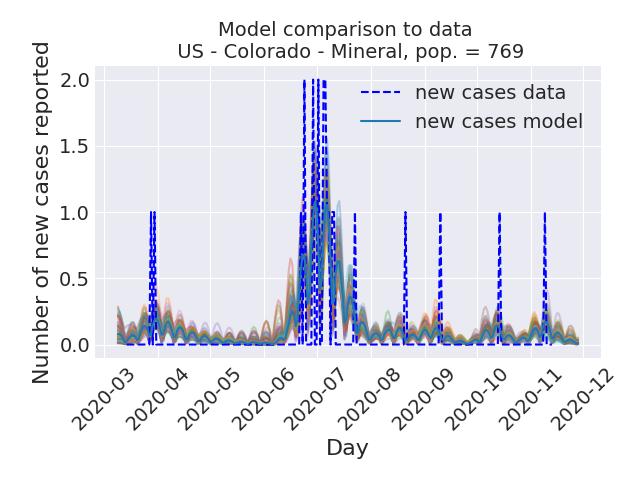 Model comparison to data
US - Colorado - Mineral, pop. = 769
Number of new cases reported
2.0
1.5
1.0
0.5
0.0
new cases data
new cases model
2020-03
2020-04
2020-05
2020-06
2020-07
2020-08
2020-09
2020-10
2020-11
2020-12
Day